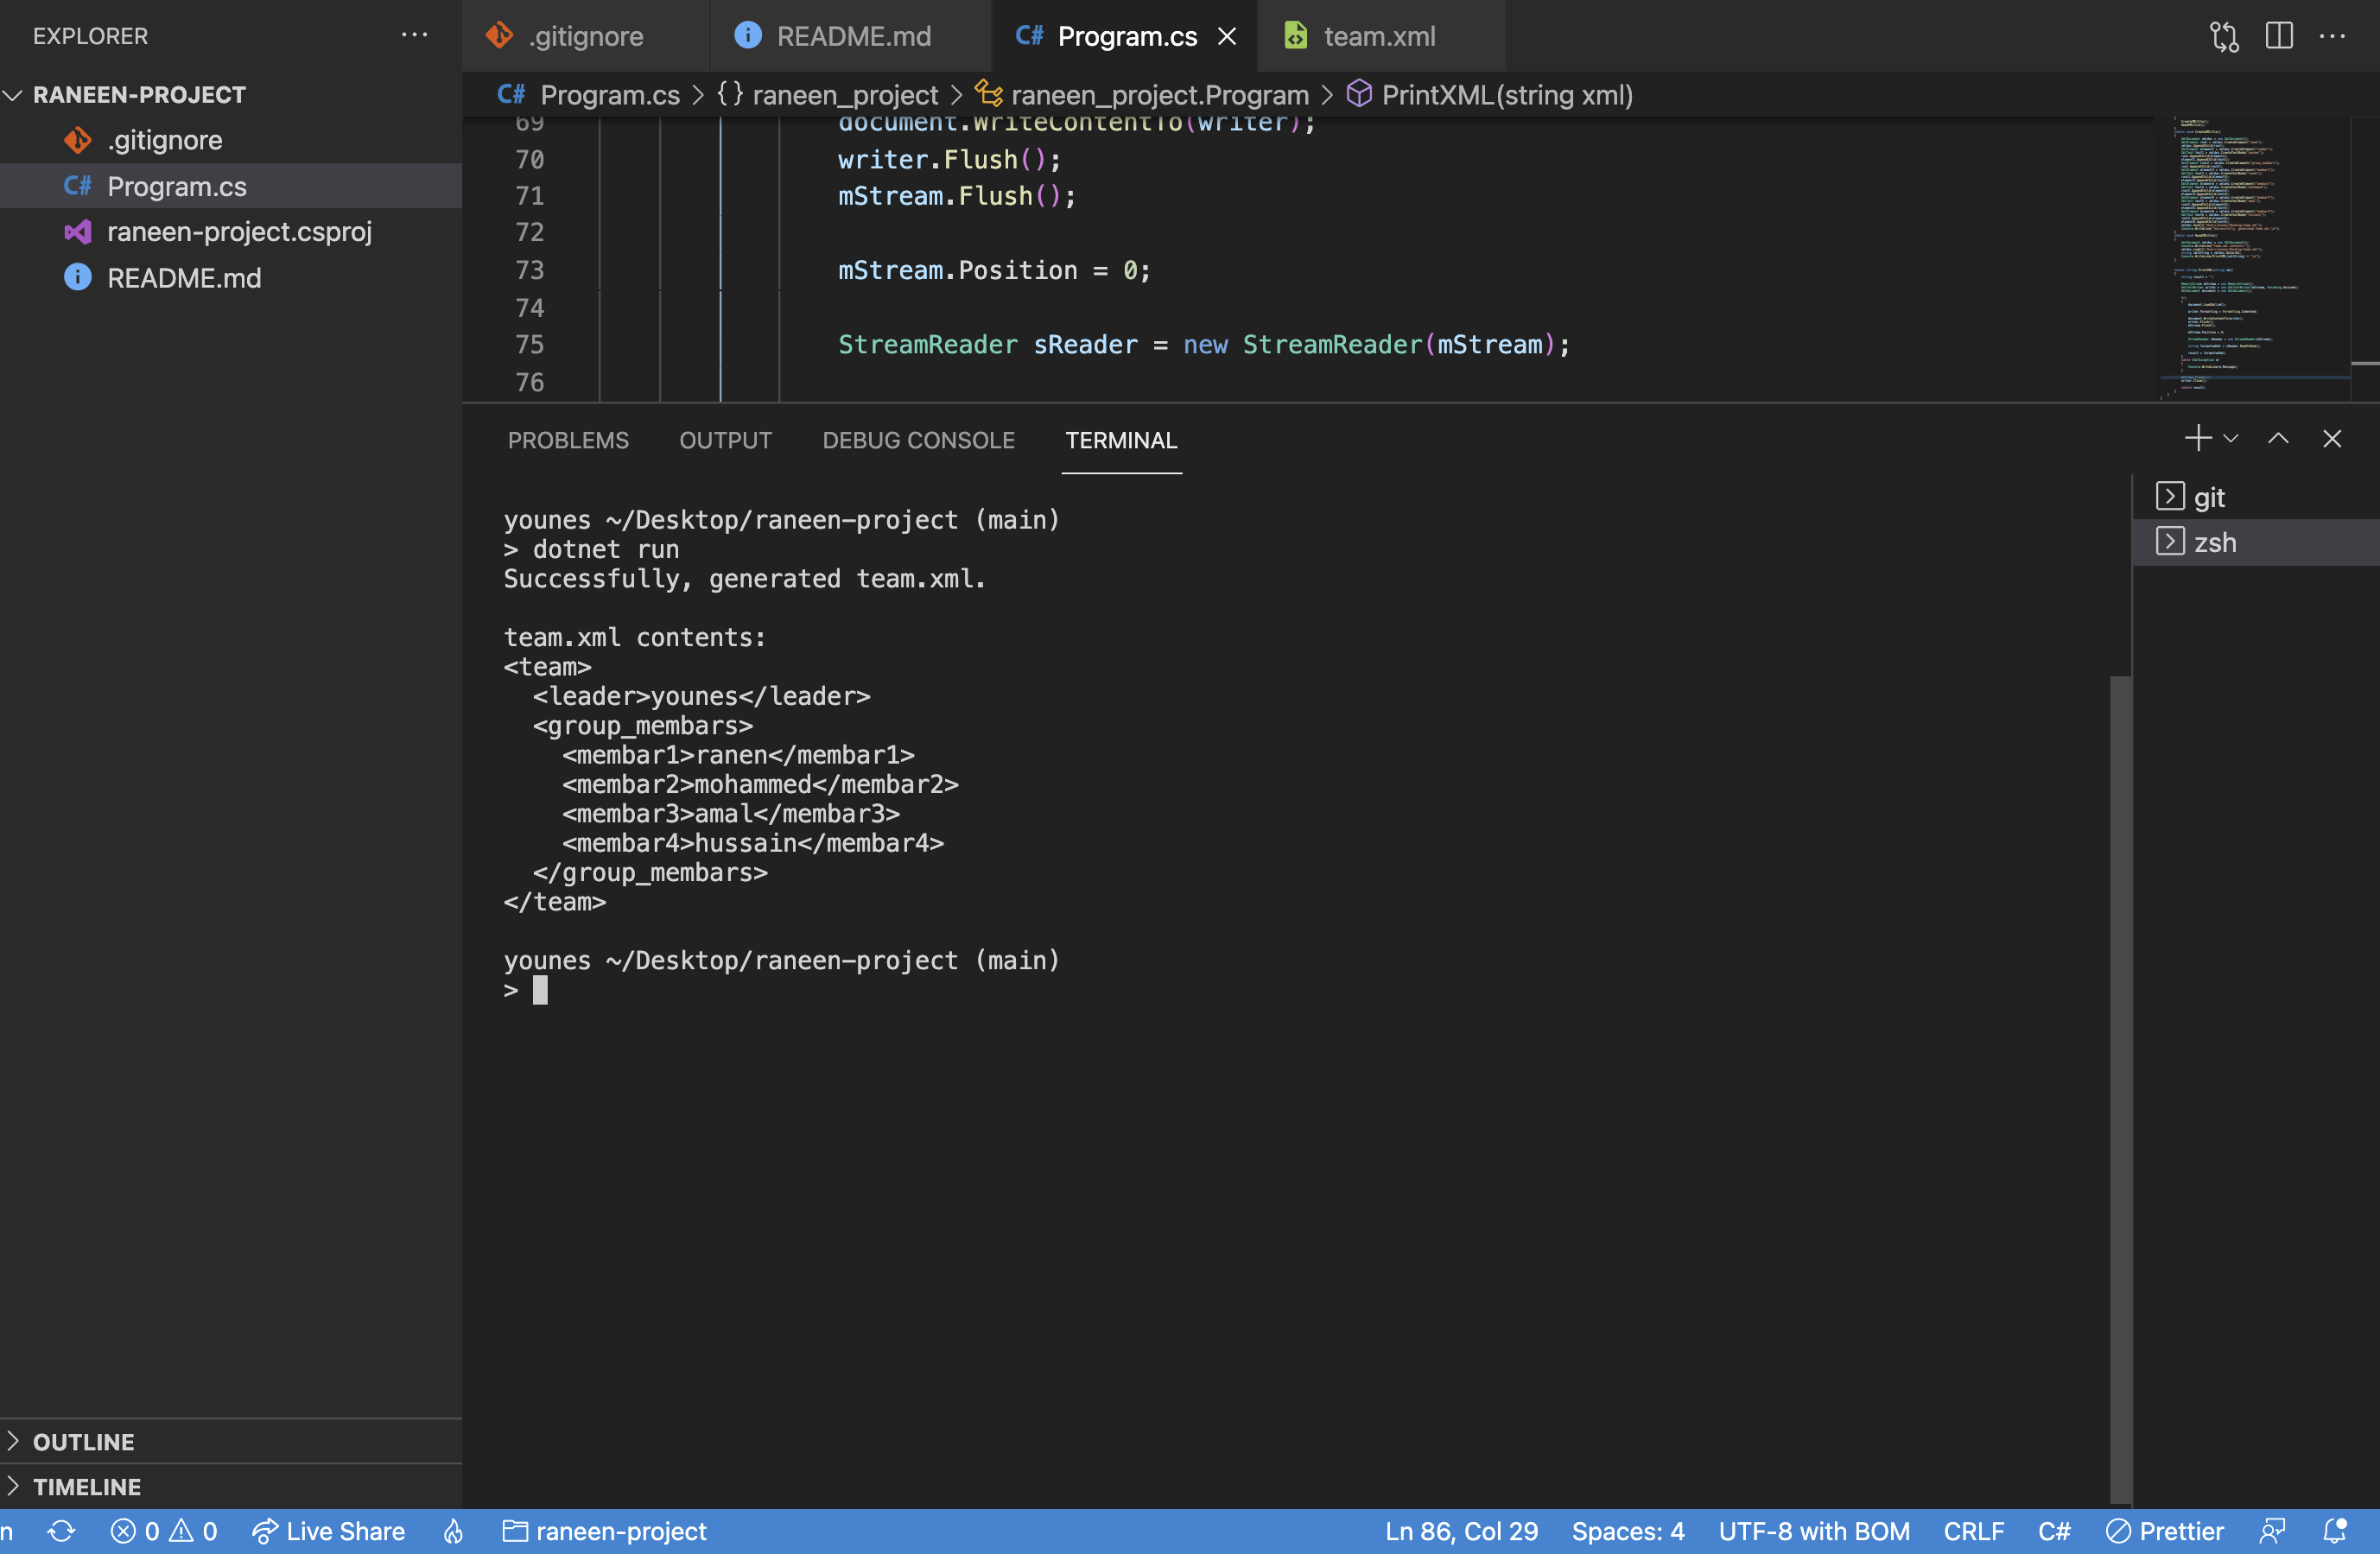 EXPLORER
RANEEN-PROJECT
.gitignore
C# Program.cs
raneen-project.csproj
README.md
OUTLINE
TIMELINE
.gitignore
README.md
C# Program.cs
team.xml
C# Program.cs > {} raneen_project > raneen_project.Program > PrintXML(string xml)
69 document.WriteContentTo(writer);
70 writer.Flush();
71 mStream.Flush();
72
73 mStream.Position = 0;
74
75 StreamReader sReader = new StreamReader(mStream);
76
PROBLEMS OUTPUT DEBUG CONSOLE TERMINAL
younes ~/Desktop/raneen-project (main)
> dotnet run
Successfully, generated team.xml.
team.xml contents:
<team>
  <leader>younes</leader>
  <group_membars>
    <membar1>ranen</membar1>
    <membar2>mohammed</membar2>
    <membar3>amal</membar3>
    <membar4>hussain</membar4>
  </group_membars>
</team>
younes ~/Desktop/raneen-project (main)
>
git
zsh
n 0 0 Live Share raneen-project Ln 86, Col 29 Spaces: 4 UTF-8 with BOM CRLF C# Prettier